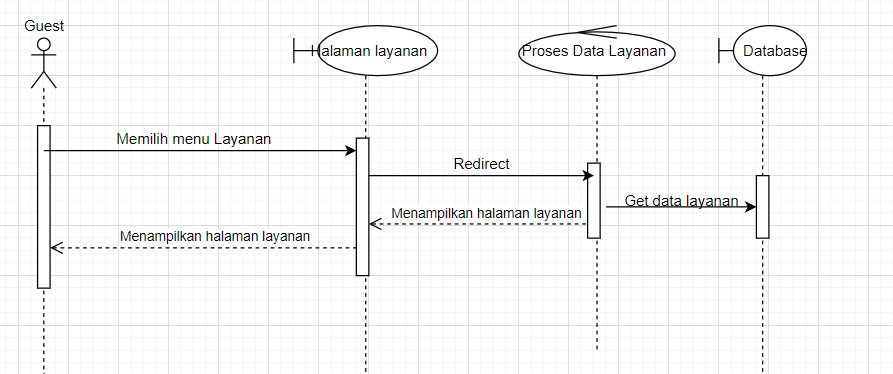 Guest
Halaman layanan
Proses Data Layanan
Database
Memilih menu Layanan
Redirect
Get data layanan
Menampilkan halaman layanan
Menampilkan halaman layanan